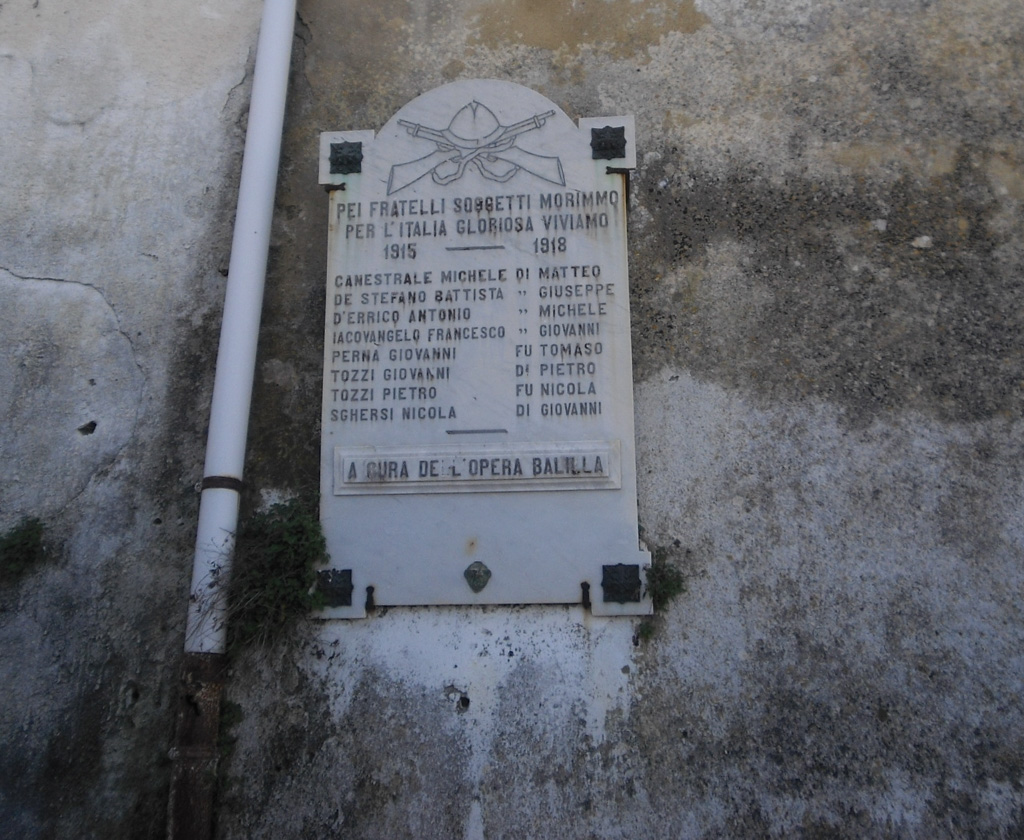 PEI FRATELLI SOGGETTI MORIMMO
PER L'ITALIA GLORIOSA VIVIAMO
1915 — 1918
CANESTRALE MICHELE DI MATTEO
DE STEFANO BATTISTA " GIUSEPPE
D'ERRICO ANTONIO " MICHELE
IACOVANGELO FRANCESCO " GIOVANNI
PERNA GIOVANNI FU TOMASO
TOZZI GIOVANNI DI PIETRO
TOZZI PIETRO FU NICOLA
SGHERSI NICOLA DI GIOVANNI
A CURA DELL'OPERA BALILLA